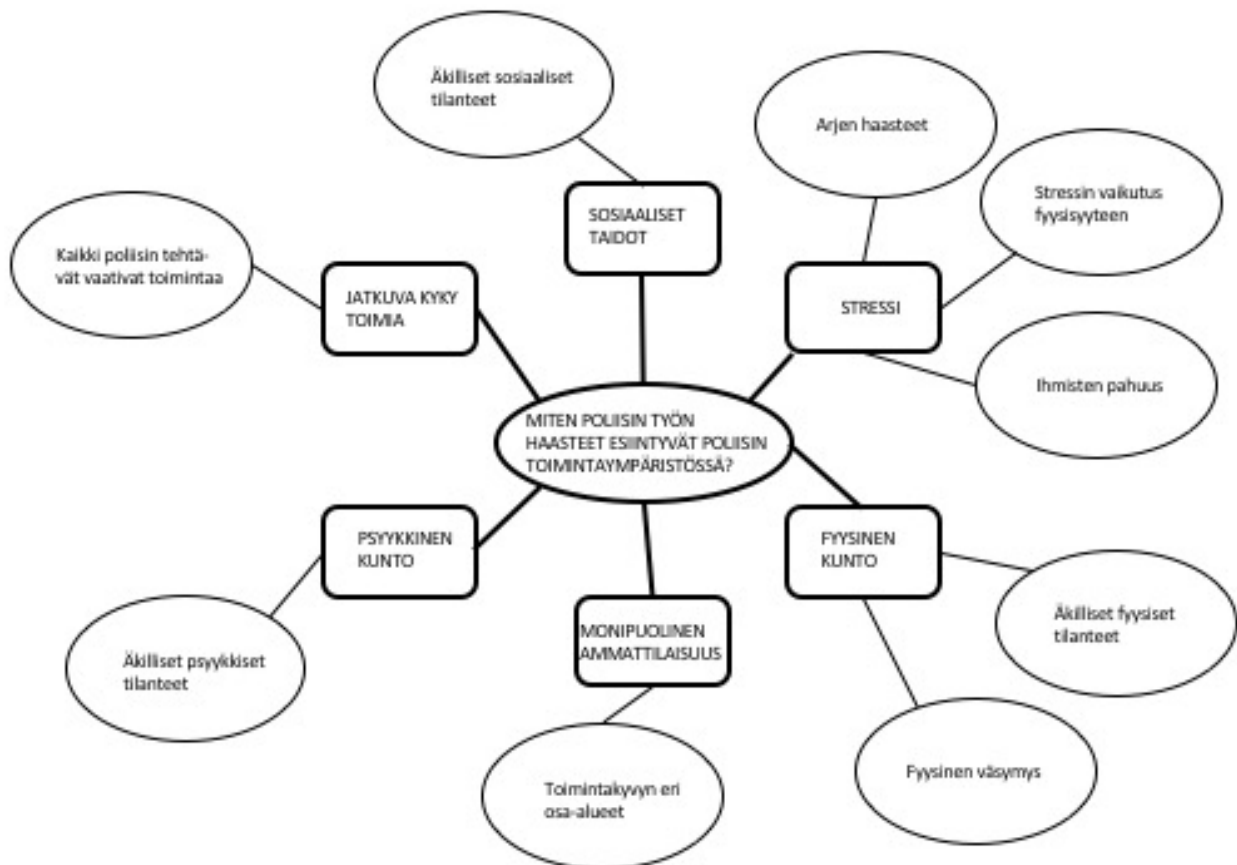 Äkilliset sosiaaliset
tilanteet
Arjen haasteet
Stressin vaikutus
fyysisyyteen
SOSIAALISET
TAIDOT
Kaikki poliisin tehtä-
vät vaativat toimintaa
JATKUVA KYKY
TOIMIA
STRESSI
Ihmisten pahuus
MITEN POLIISIN TYÖN
HAASTEET ESIINTYVÄT POLIISIN
TOIMINTAYMPÄRISTÖSSÄ?
PSYYKKINEN
KUNTO
FYYSINEN
KUNTO
MONIPUOLINEN
AMMATTILAISUUS
Äkilliset fyysiset
tilanteet
Äkilliset psyykkiset
tilanteet
Fyysinen väsymys
Toimintakyvyn eri
osa-alueet